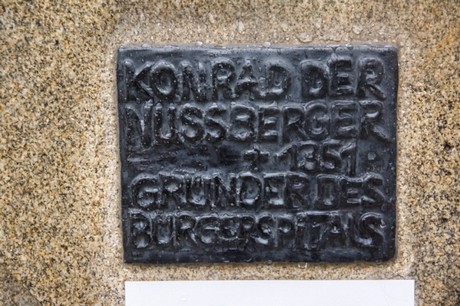 KONRAD DER
NUSSBERGER
+ 1351.
GRÜNDER DES
BÜRGERSPITALS